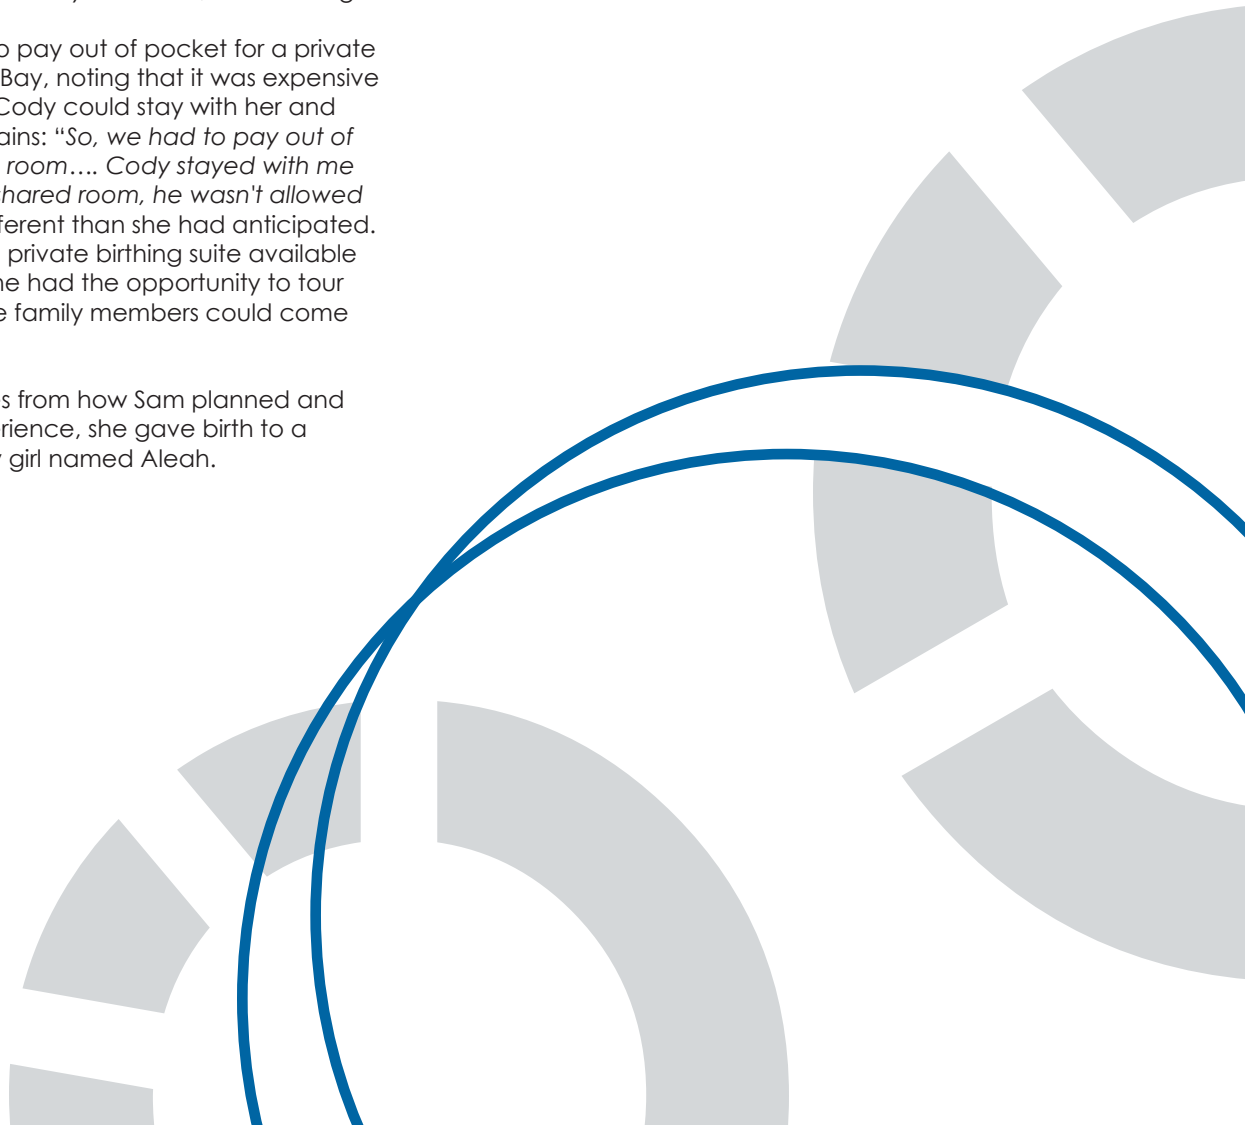 o pay out of pocket for a private
Bay, noting that it was expensive
Cody could stay with her and
ains: “So, we had to pay out of
room…. Cody stayed with me
hared room, he wasn't allowed
ferent than she had anticipated.
private birthing suite available
ne had the opportunity to tour
e family members could come
es from how Sam planned and
rience, she gave birth to a
y girl named Aleah.